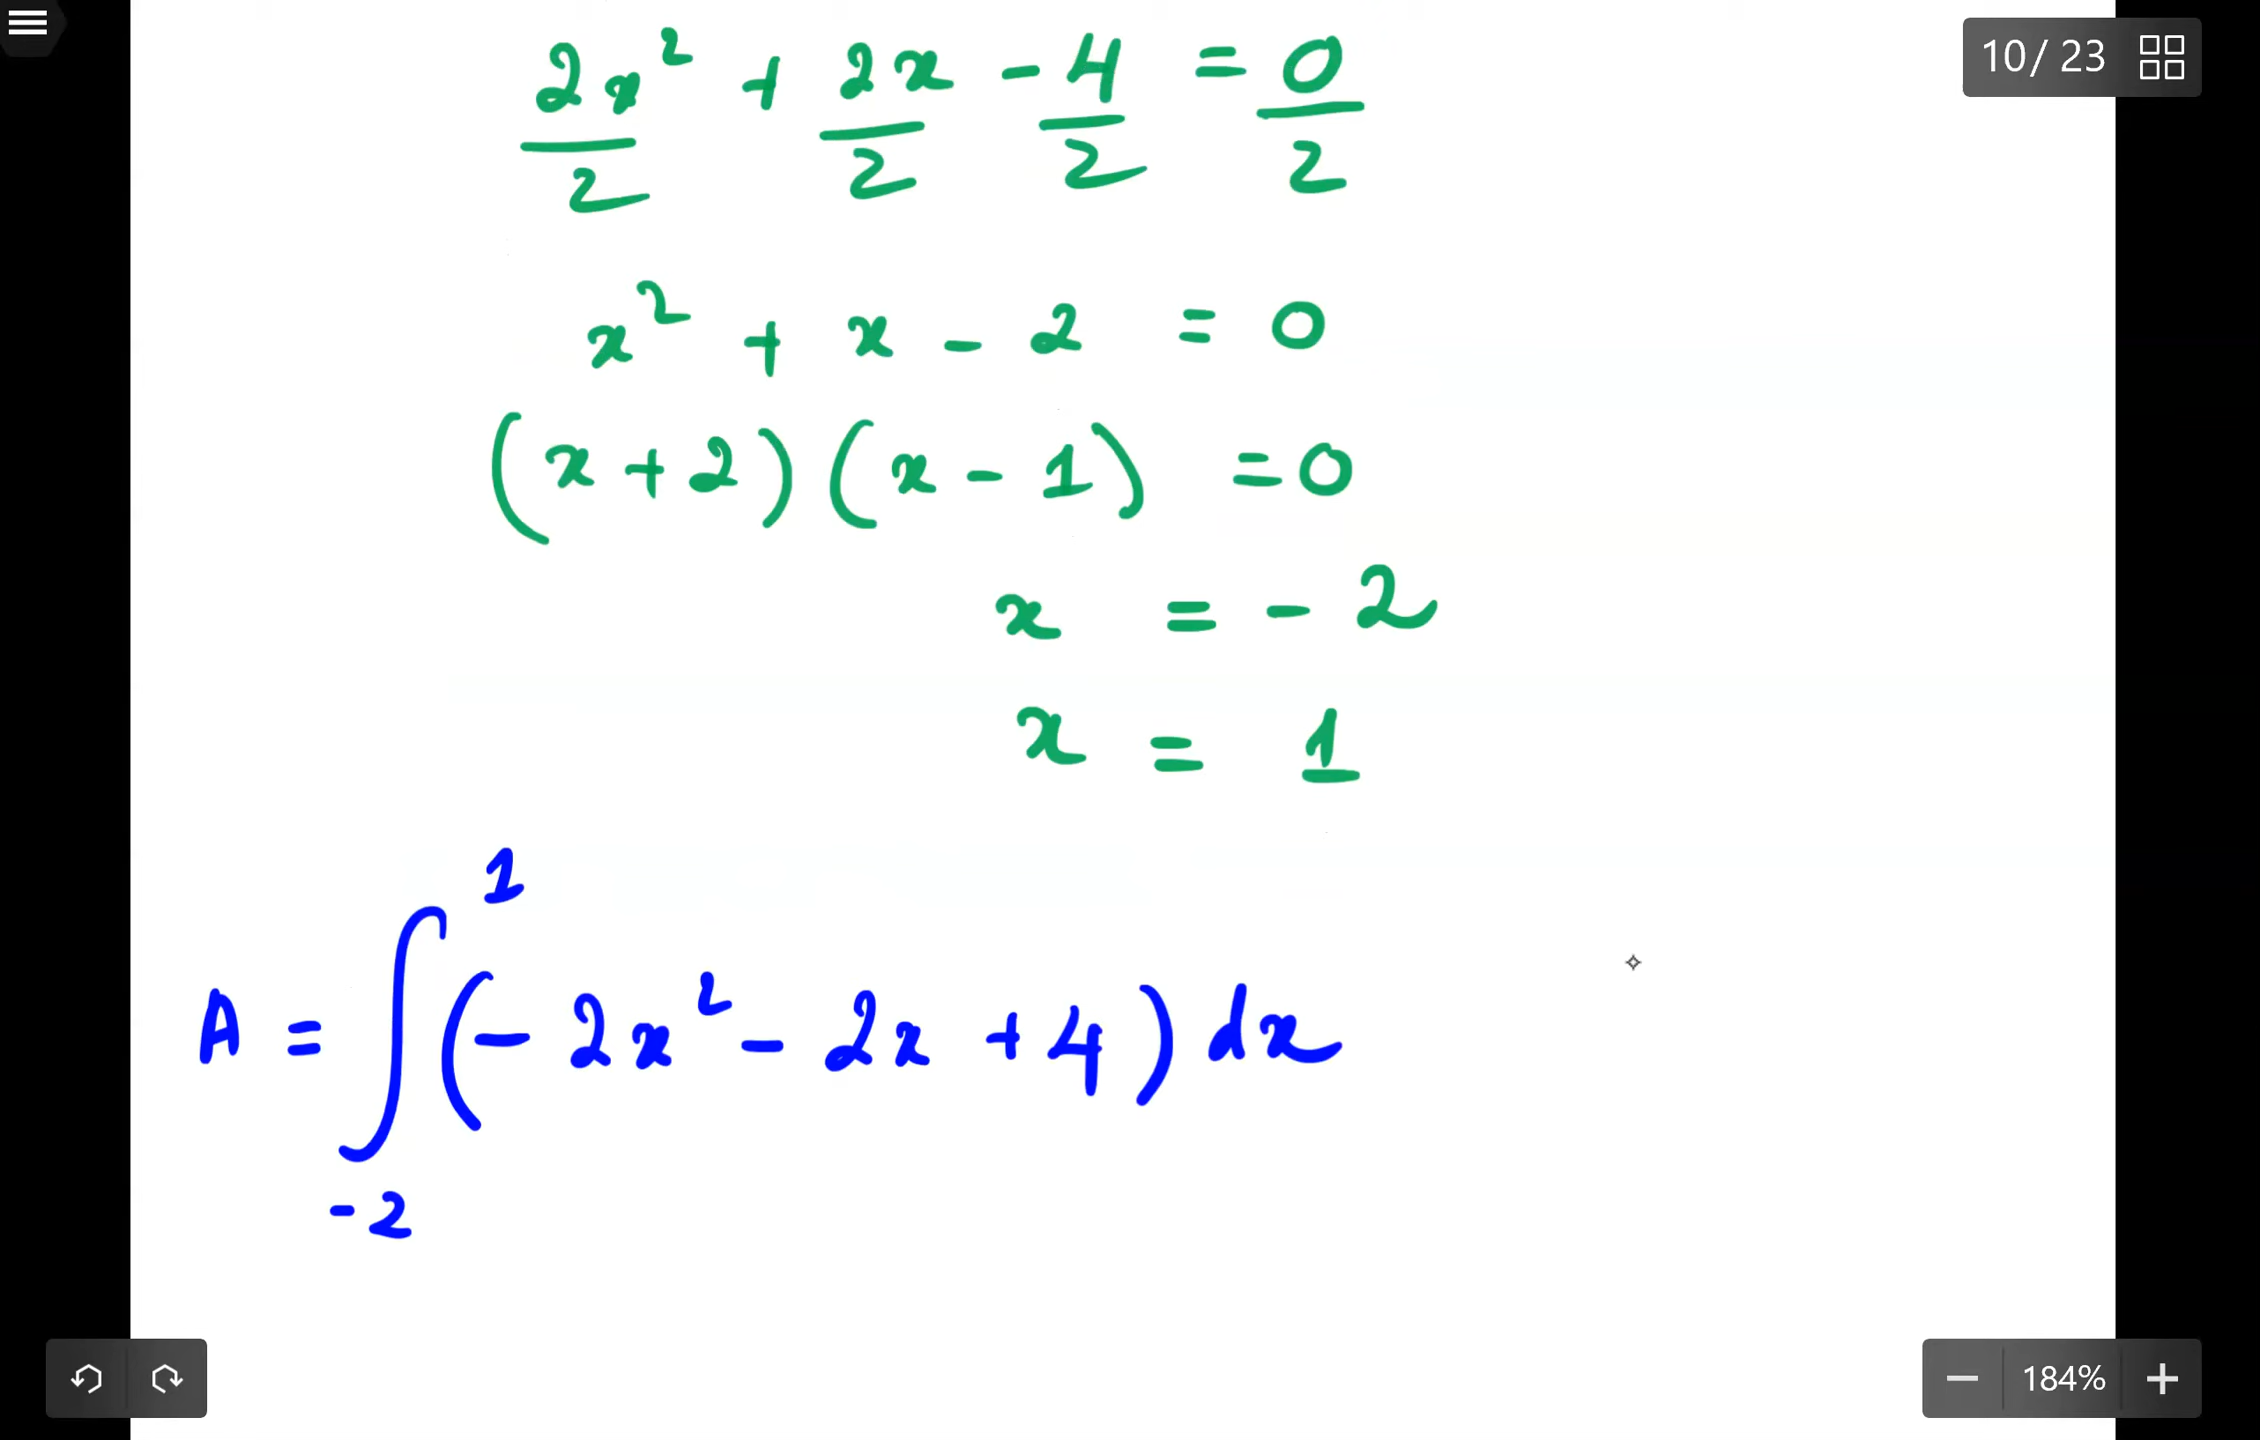 10/ 23
2x² + 2x - 4 = 0
2 2 2 2
x² + x - 2 = 0
(x + 2)(x - 1) = 0
x = - 2
x = 1
1
A = ∫(- 2x² - 2x + 4) dx
-2
184%